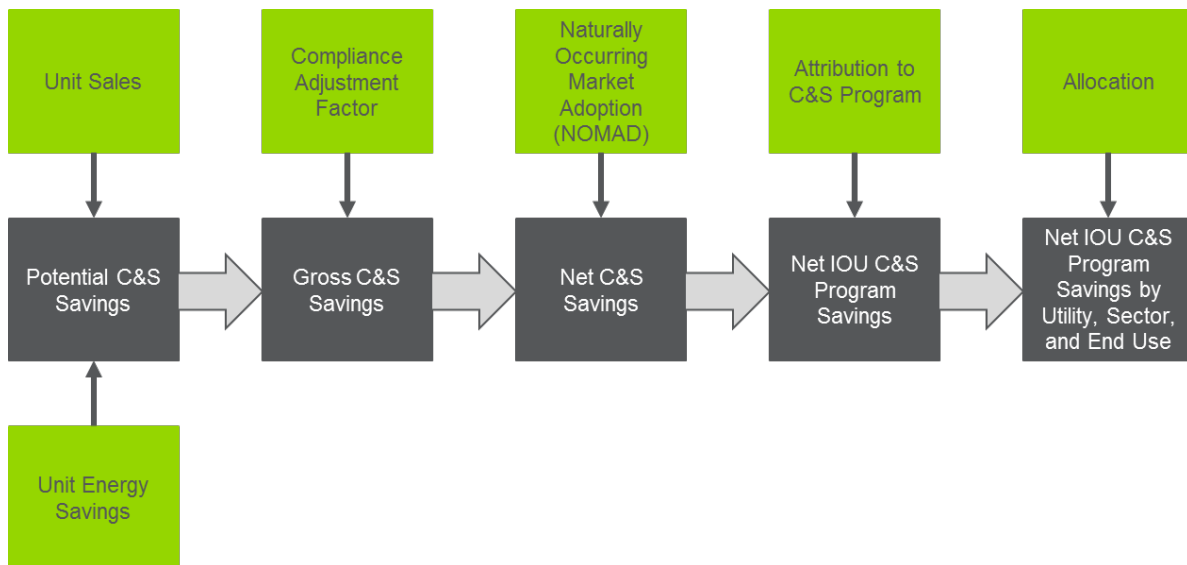 Unit Sales
Compliance
Adjustment
Factor
Naturally
Occurring
Market
Adoption
(NOMAD)
Attribution to
C&S Program
Allocation
Potential C&S
Savings
Gross C&S
Savings
Net C&S
Savings
Net IOU C&S
Program
Savings
Net IOU C&S
Program
Savings by
Utility, Sector,
and End Use
Unit Energy
Savings